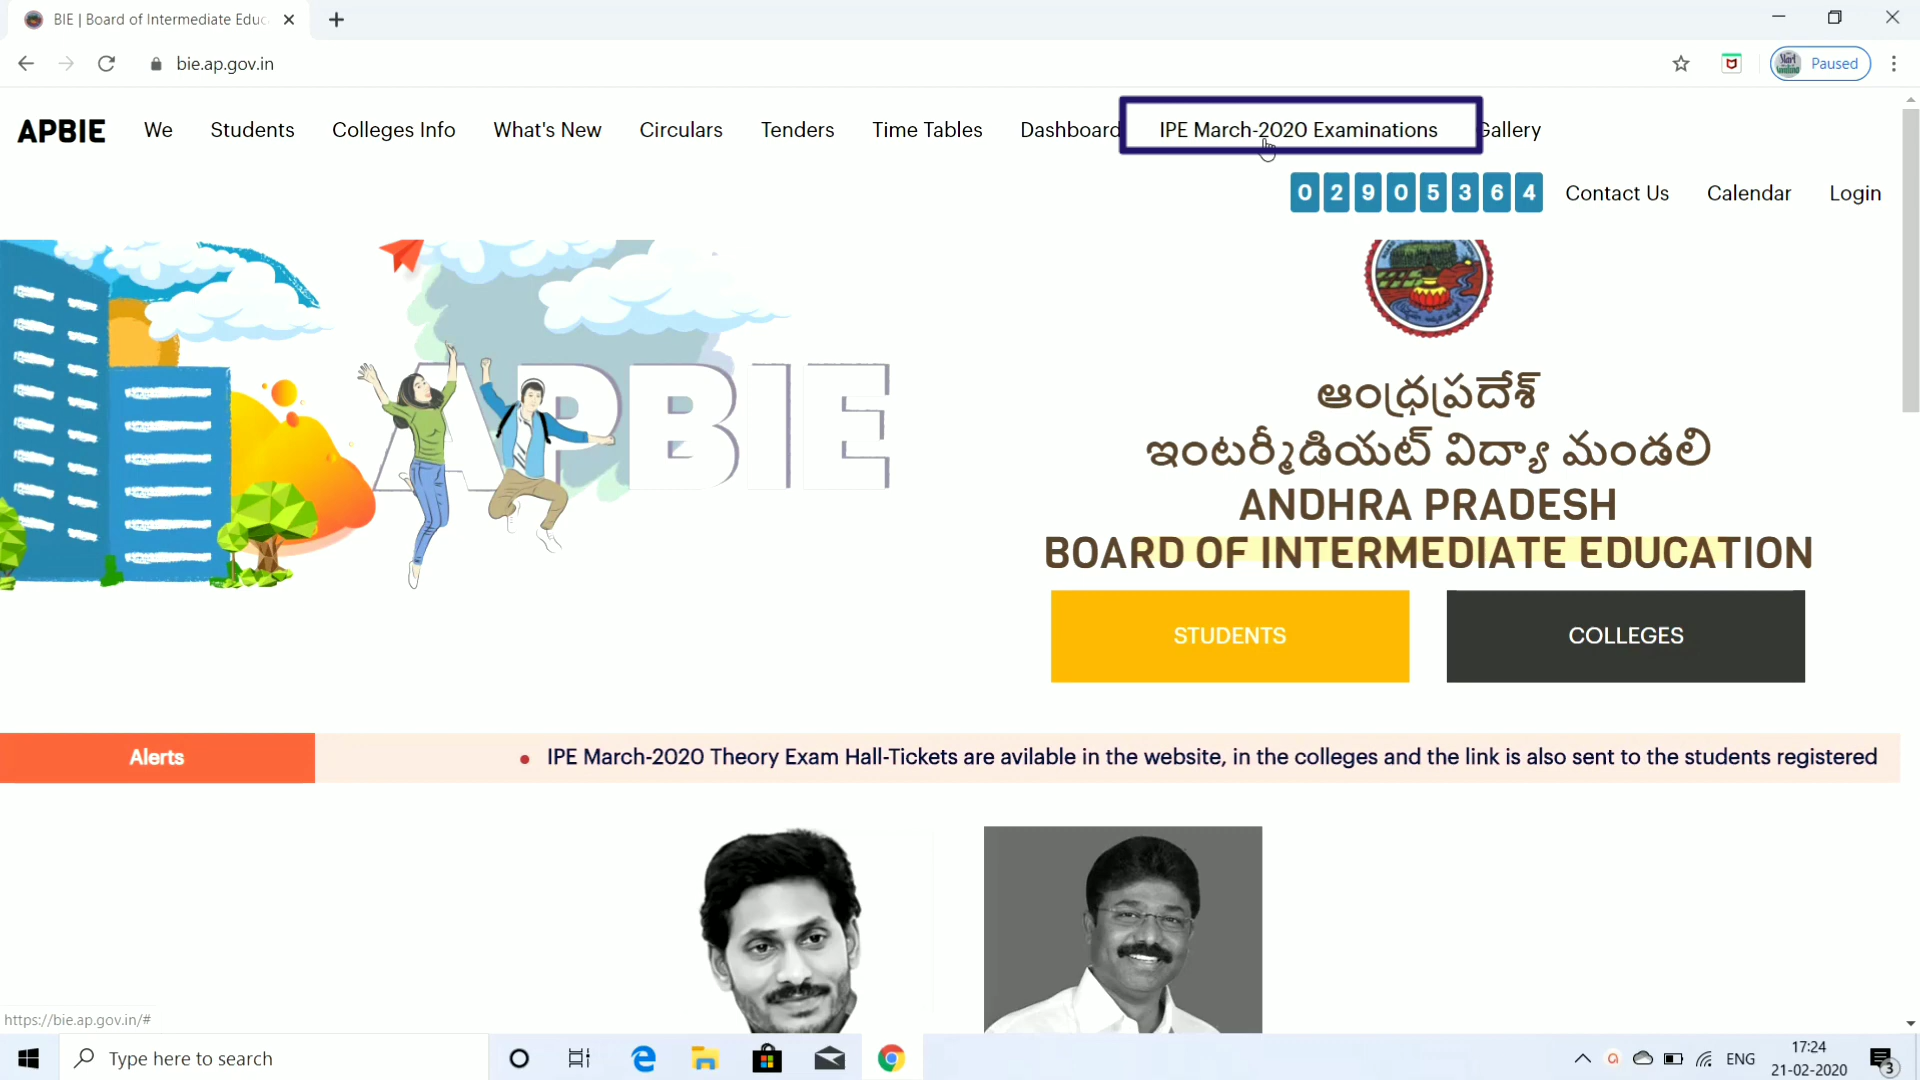 BIE | Board of Intermediate Educ
bie.ap.gov.in
Paused
APBIE We Students Colleges Info What's New Circulars Tenders Time Tables Dashboard IPE March-2020 Examinations Gallery
0 2 9 0 5 3 6 4 Contact Us Calendar Login
APBIE
ఆంధ్రప్రదేశ్
ఇంటర్మీడియట్ విద్యా మండలి
ANDHRA PRADESH
BOARD OF INTERMEDIATE EDUCATION
STUDENTS COLLEGES
Alerts • IPE March-2020 Theory Exam Hall-Tickets are avilable in the website, in the colleges and the link is also sent to the students registered
https://bie.ap.gov.in/#
Type here to search
ENG
17:24
21-02-2020
3